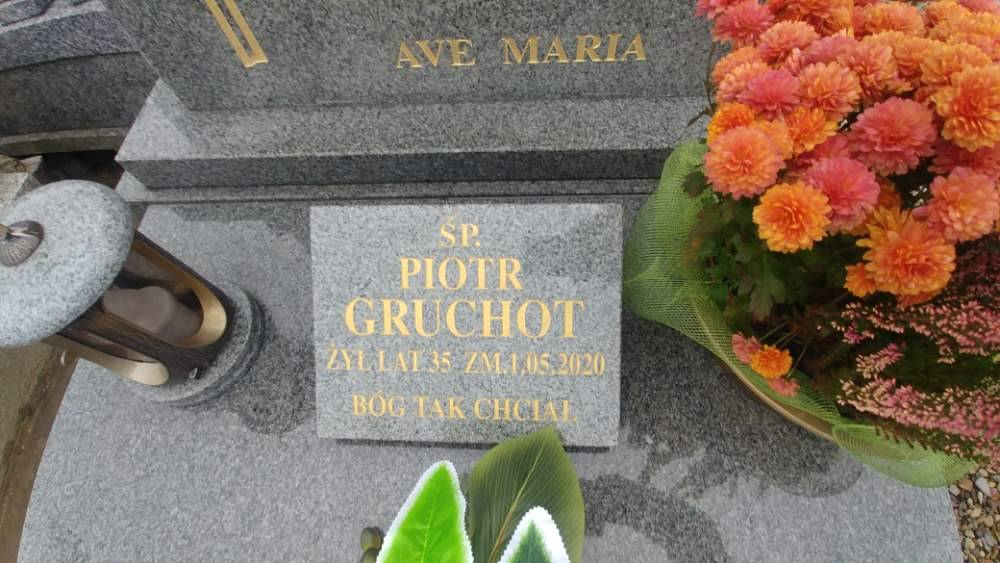 AVE MARIA
ŚP.
PIOTR
GRUCHOT
ŻYŁ LAT 35 ZM.1.05.2020
BÓG TAK CHCIAŁ